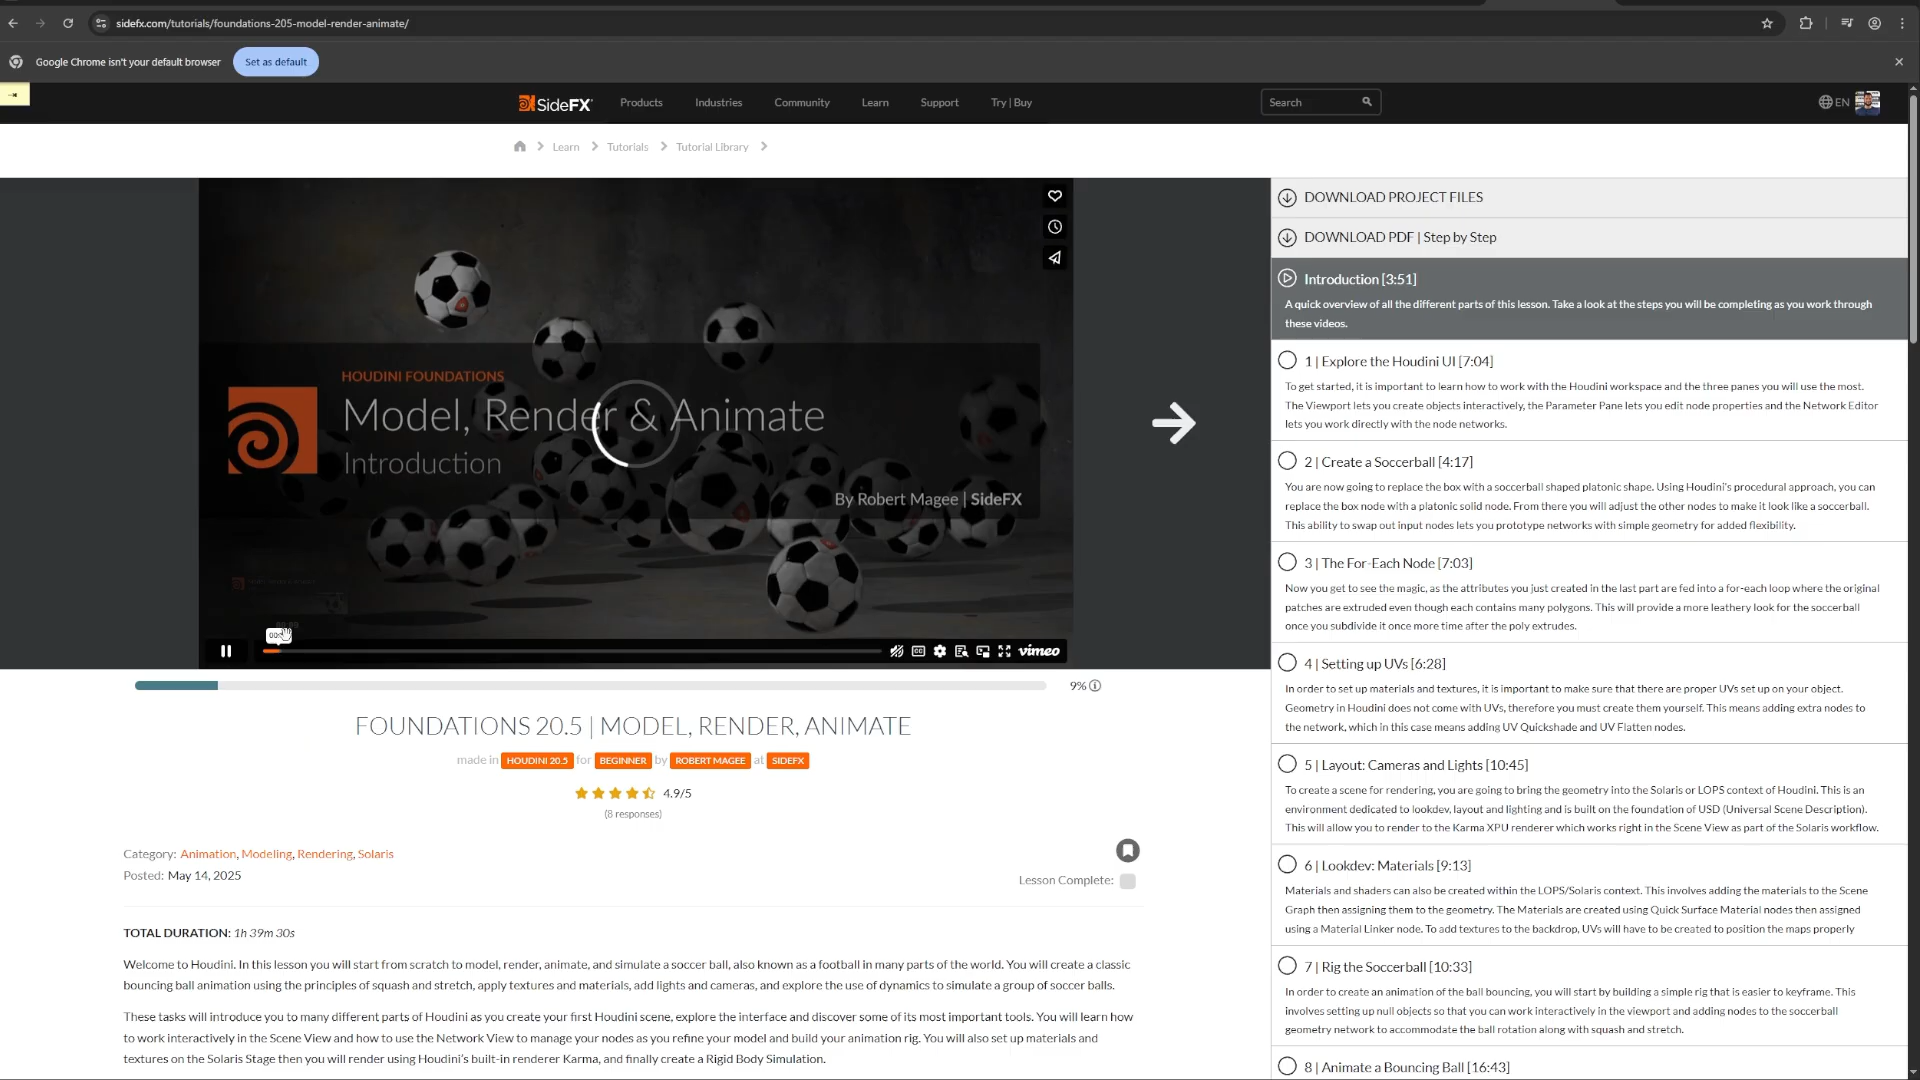 sidefx.com/tutorials/foundations-205-model-render-animate/
Google Chrome isn't your default browser
Set as default
SideFX
Products
Industries
Community
Learn
Support
Try | Buy
Search
EN
Learn
Tutorials
Tutorial Library
HOUDINI FOUNDATIONS
Model, Render & Animate
Introduction
By Robert Magee | SideFX
vimeo
9%
FOUNDATIONS 20.5 | MODEL, RENDER, ANIMATE
made in HOUDINI 20.5 for BEGINNER by ROBERT MAGEE at SIDEFX
4.9/5
(8 responses)
Category: Animation, Modeling, Rendering, Solaris
Posted: May 14, 2025
Lesson Complete:
TOTAL DURATION: 1h 39m 30s
Welcome to Houdini. In this lesson you will start from scratch to model, render, animate, and simulate a soccer ball, also known as a football in many parts of the world. You will create a classic
bouncing ball animation using the principles of squash and stretch, apply textures and materials, add lights and cameras, and explore the use of dynamics to simulate a group of soccer balls.
These tasks will introduce you to many different parts of Houdini as you create your first Houdini scene, explore the interface and discover some of its most important tools. You will learn how
to work interactively in the Scene View and how to use the Network View to manage your nodes as you refine your model and build your animation rig. You will also set up materials and
textures on the Solaris Stage then you will render using Houdini's built-in renderer Karma, and finally create a Rigid Body Simulation.
DOWNLOAD PROJECT FILES
DOWNLOAD PDF | Step by Step
Introduction [3:51]
A quick overview of all the different parts of this lesson. Take a look at the steps you will be completing as you work through
these videos.
1 | Explore the Houdini UI [7:04]
To get started, it is important to learn how to work with the Houdini workspace and the three panes you will use the most.
The Viewport lets you create objects interactively, the Parameter Pane lets you edit node properties and the Network Editor
lets you work directly with the node networks.
2 | Create a Soccerball [4:17]
You are now going to replace the box with a soccerball shaped platonic shape. Using Houdini's procedural approach, you can
replace the box node with a platonic solid node. From there you will adjust the other nodes to make it look like a soccerball.
This ability to swap out input nodes lets you prototype networks with simple geometry for added flexibility.
3 | The For-Each Node [7:03]
Now you get to see the magic, as the attributes you just created in the last part are fed into a for-each loop where the original
patches are extruded even though each contains many polygons. This will provide a more leathery look for the soccerball
once you subdivide it once more time after the poly extrudes.
4 | Setting up UVs [6:28]
In order to set up materials and textures, it is important to make sure that there are proper UVs set up on your object.
Geometry in Houdini does not come with UVs, therefore you must create them yourself. This means adding extra nodes to
the network, which in this case means adding UV Quickshade and UV Flatten nodes.
5 | Layout: Cameras and Lights [10:45]
To create a scene for rendering, you are going to bring the geometry into the Solaris or LOPS context of Houdini. This is an
environment dedicated to lookdev, layout and lighting and is built on the foundation of USD (Universal Scene Description).
This will allow you to render to the Karma XPU renderer which works right in the Scene View as part of the Solaris workflow.
6 | Lookdev: Materials [9:13]
Materials and shaders can also be created within the LOPS/Solaris context. This involves adding the materials to the Scene
Graph then assigning them to the geometry. The Materials are created using Quick Surface Material nodes then assigned
using a Material Linker node. To add textures to the backdrop, UVs will have to be created to position the maps properly
7 | Rig the Soccerball [10:33]
In order to create an animation of the ball bouncing, you will start by building a simple rig that is easier to keyframe. This
involves setting up null objects so that you can work interactively in the viewport and adding nodes to the soccerball
geometry network to accommodate the ball rotation along with squash and stretch.
8 | Animate a Bouncing Ball [16:43]